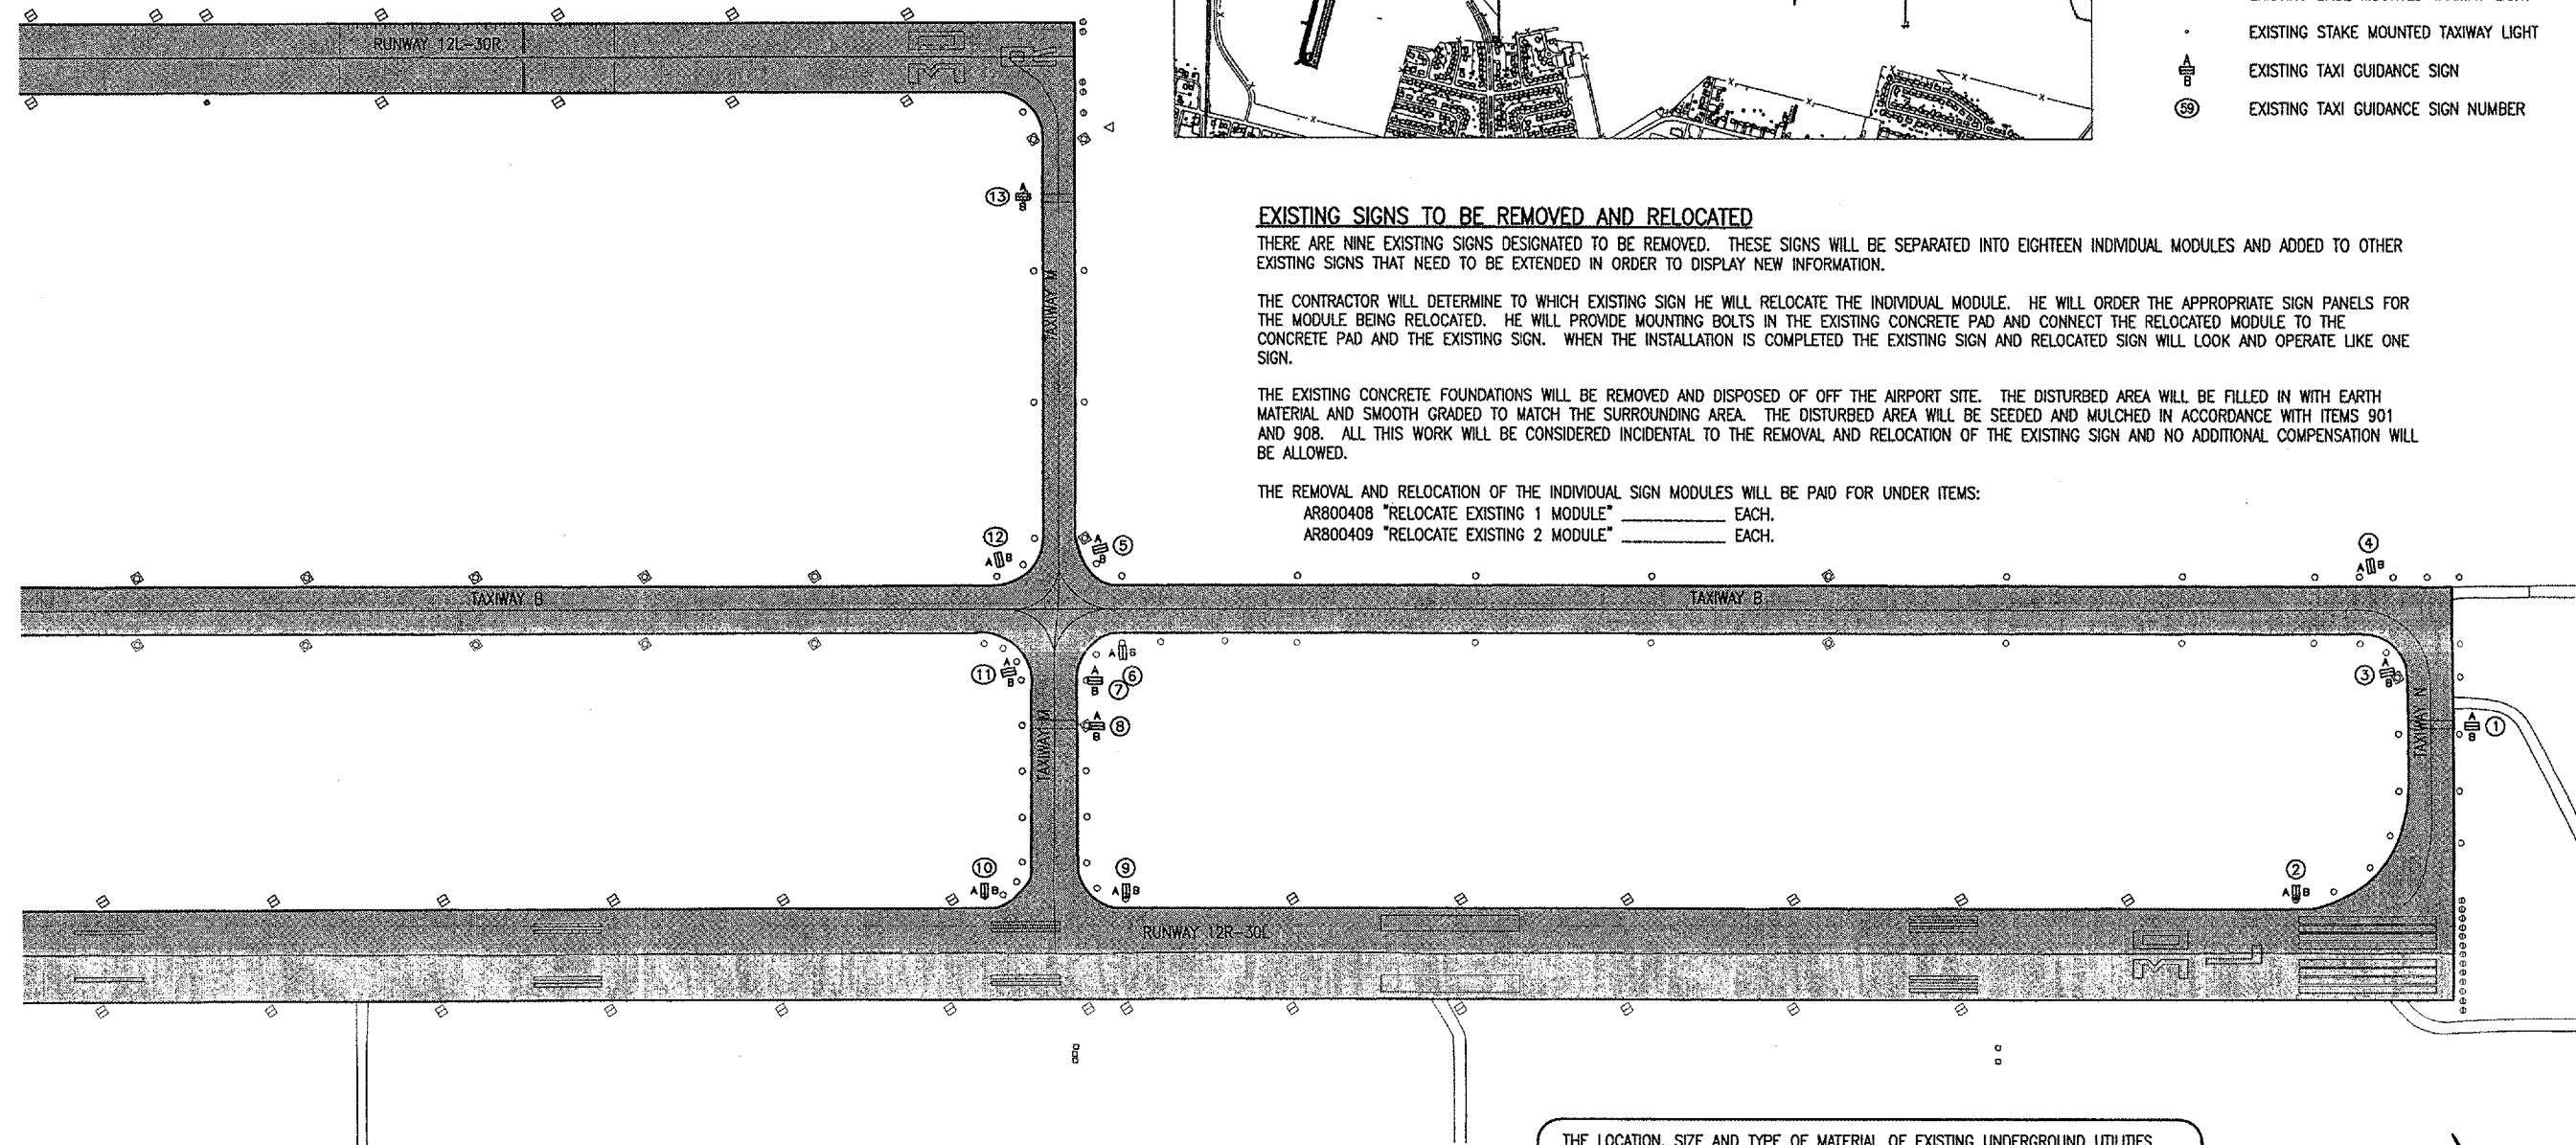 EXISTING STAKE MOUNTED TAXIWAY LIGHT
A
B
EXISTING TAXI GUIDANCE SIGN
59 EXISTING TAXI GUIDANCE SIGN NUMBER
RUNWAY 12L-30R
13 A
B
TAXIWAY M
EXISTING SIGNS TO BE REMOVED AND RELOCATED
THERE ARE NINE EXISTING SIGNS DESIGNATED TO BE REMOVED. THESE SIGNS WILL BE SEPARATED INTO EIGHTEEN INDIVIDUAL MODULES AND ADDED TO OTHER
EXISTING SIGNS THAT NEED TO BE EXTENDED IN ORDER TO DISPLAY NEW INFORMATION.
THE CONTRACTOR WILL DETERMINE TO WHICH EXISTING SIGN HE WILL RELOCATE THE INDIVIDUAL MODULE. HE WILL ORDER THE APPROPRIATE SIGN PANELS FOR
THE MODULE BEING RELOCATED. HE WILL PROVIDE MOUNTING BOLTS IN THE EXISTING CONCRETE PAD AND CONNECT THE RELOCATED MODULE TO THE
CONCRETE PAD AND THE EXISTING SIGN. WHEN THE INSTALLATION IS COMPLETED THE EXISTING SIGN AND RELOCATED SIGN WILL LOOK AND OPERATE LIKE ONE
SIGN.
THE EXISTING CONCRETE FOUNDATIONS WILL BE REMOVED AND DISPOSED OF OFF THE AIRPORT SITE. THE DISTURBED AREA WILL BE FILLED IN WITH EARTH
MATERIAL AND SMOOTH GRADED TO MATCH THE SURROUNDING AREA. THE DISTURBED AREA WILL BE SEEDED AND MULCHED IN ACCORDANCE WITH ITEMS 901
AND 908. ALL THIS WORK WILL BE CONSIDERED INCIDENTAL TO THE REMOVAL AND RELOCATION OF THE EXISTING SIGN AND NO ADDITIONAL COMPENSATION WILL
BE ALLOWED.
THE REMOVAL AND RELOCATION OF THE INDIVIDUAL SIGN MODULES WILL BE PAID FOR UNDER ITEMS:
AR800408 "RELOCATE EXISTING 1 MODULE" __________ EACH.
AR800409 "RELOCATE EXISTING 2 MODULE" __________ EACH.
12
A B
A
B
5
4
A B
TAXIWAY B
TAXIWAY B
11 A
B
A S
6
A
B
7
A
B
8
TAXIWAY M
3 A
B
TAXIWAY N
A
B
1
10
A B
9
A B
2
A B
RUNWAY 12R-30L
THE LOCATION, SIZE AND TYPE OF MATERIAL OF EXISTING UNDERGROUND UTILITIES